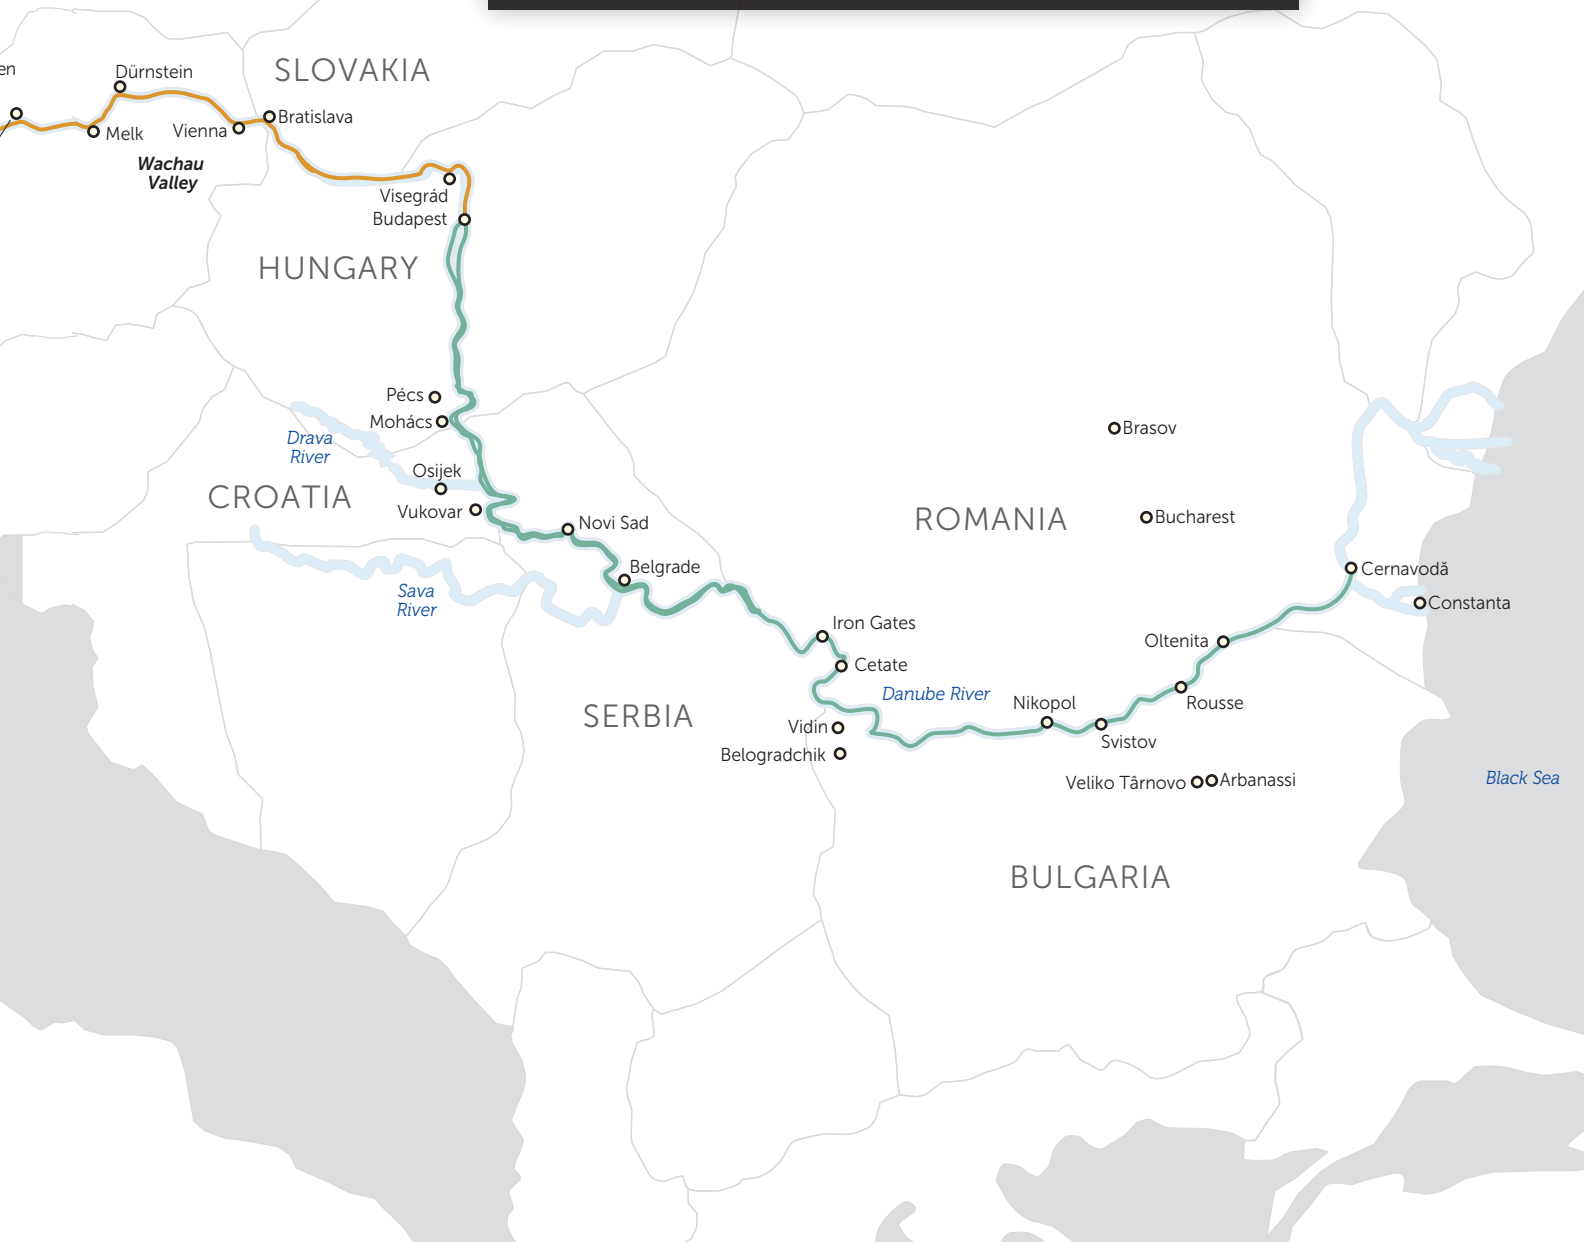 en
Dürnstein
SLOVAKIA
Bratislava
Melk
Vienna
Wachau
Valley
Visegrád
Budapest
HUNGARY
Pécs
Mohács
Drava
River
Osijek
CROATIA
Vukovar
Novi Sad
Belgrade
Sava
River
Brasov
ROMANIA
Bucharest
Cernavodă
Constanta
Iron Gates
Oltenita
Cetate
Danube River
Nikopol
Rousse
SERBIA
Vidin
Svistov
Belogradchik
Veliko Târnovo
Arbanassi
Black Sea
BULGARIA